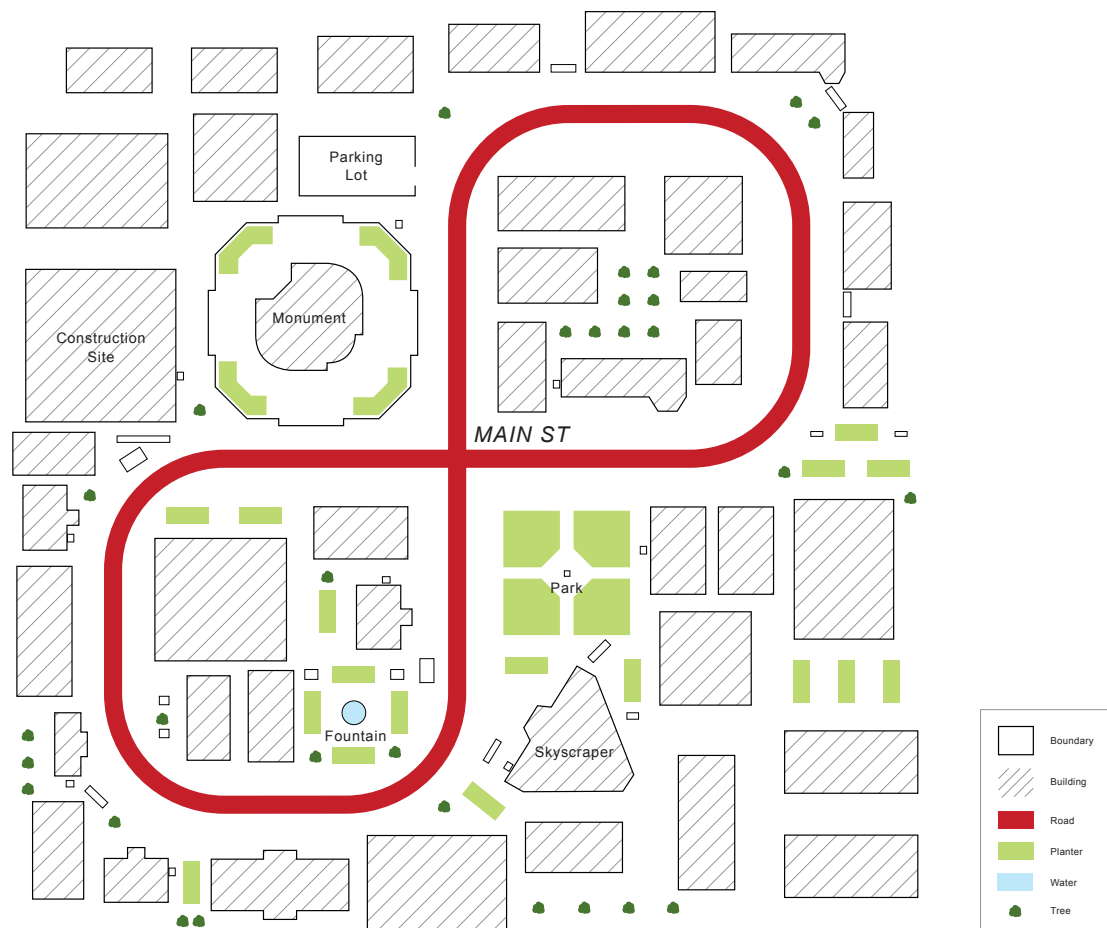 Parking
Lot
Monument
Construction
Site
MAIN ST
Park
Fountain
Skyscraper
Boundary
Building
Road
Planter
Water
Tree